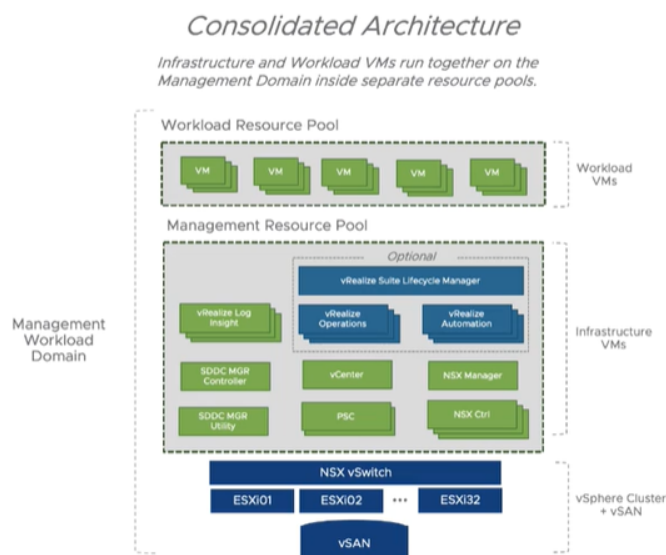 Consolidated Architecture
Infrastructure and Workload VMs run together on the
Management Domain inside separate resource pools.
Workload Resource Pool
VM
VM
VM
VM
VM
Workload
VMs
Management Resource Pool
Optional
vRealize Suite Lifecycle Manager
vRealize Log
Insight
vRealize
Operations
vRealize
Automation
Management
Workload
Domain
Infrastructure
VMs
SDDC MGR
Controller
vCenter
NSX Manager
SDDC MGR
Utility
PSC
NSX Ctrl
NSX vSwitch
ESXi01
ESXi02
...
ESXi32
vSphere Cluster
+ vSAN
vSAN